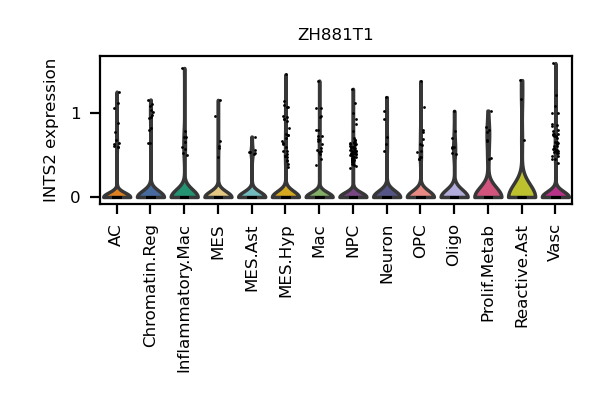 ZH881T1
INTS2 expression
1
0
AC
Chromatin.Reg
Inflammatory.Mac
MES
MES.Ast
MES.Hyp
Mac
NPC
Neuron
OPC
Oligo
Prolif.Metab
Reactive.Ast
Vasc